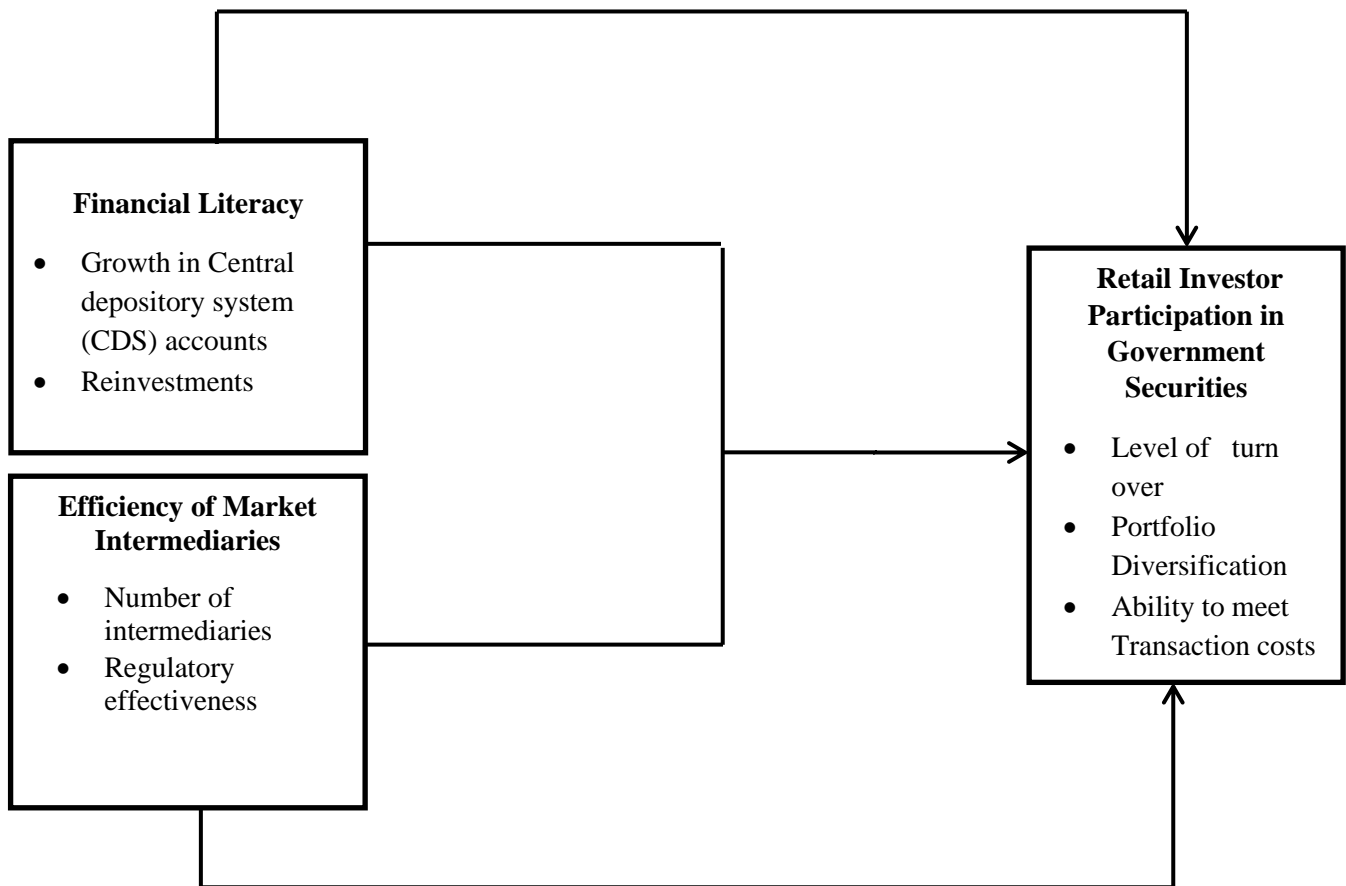 Financial Literacy
• Growth in Central
depository system
(CDS) accounts
• Reinvestments
Efficiency of Market
Intermediaries
• Number of
intermediaries
• Regulatory
effectiveness
Retail Investor
Participation in
Government
Securities
• Level of turn
over
• Portfolio
Diversification
• Ability to meet
Transaction costs